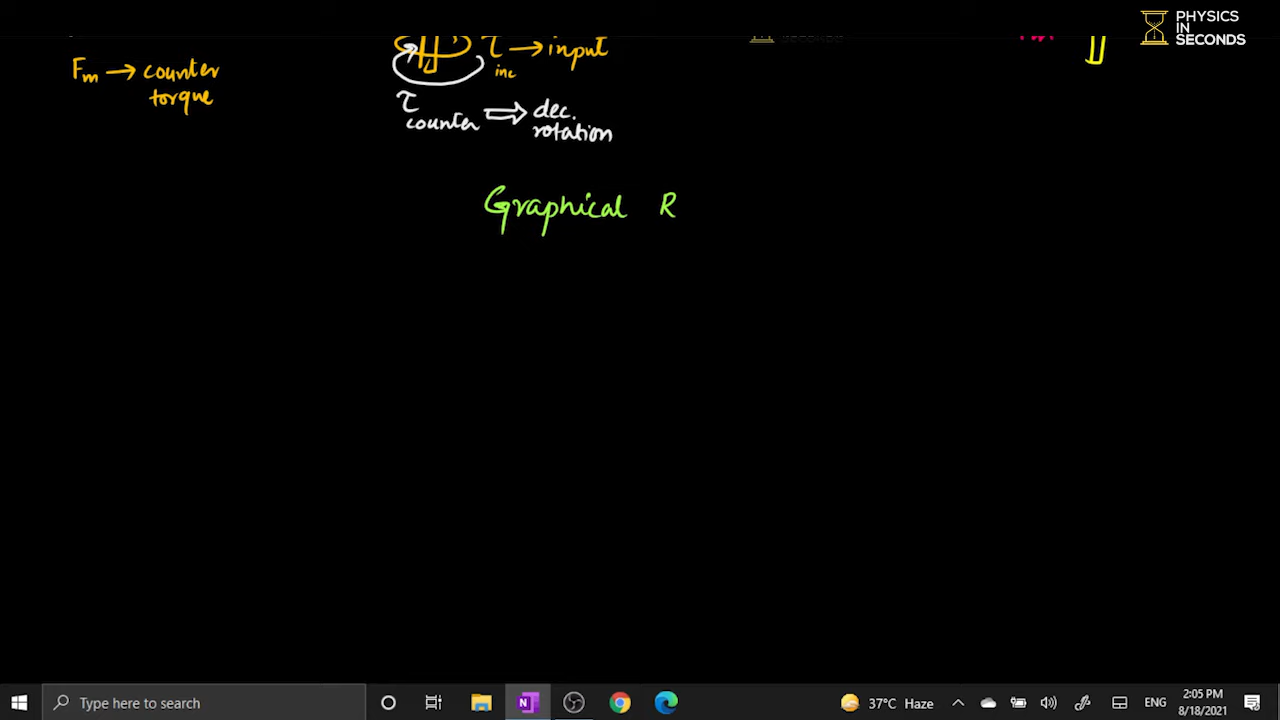 PHYSICS
IN
SECONDS
τ → input
inc
Fm → counter
torque
τ
counter ⇒ dec.
rotation
Graphical R
Type here to search
37°C Haze
ENG
2:05 PM
8/18/2021